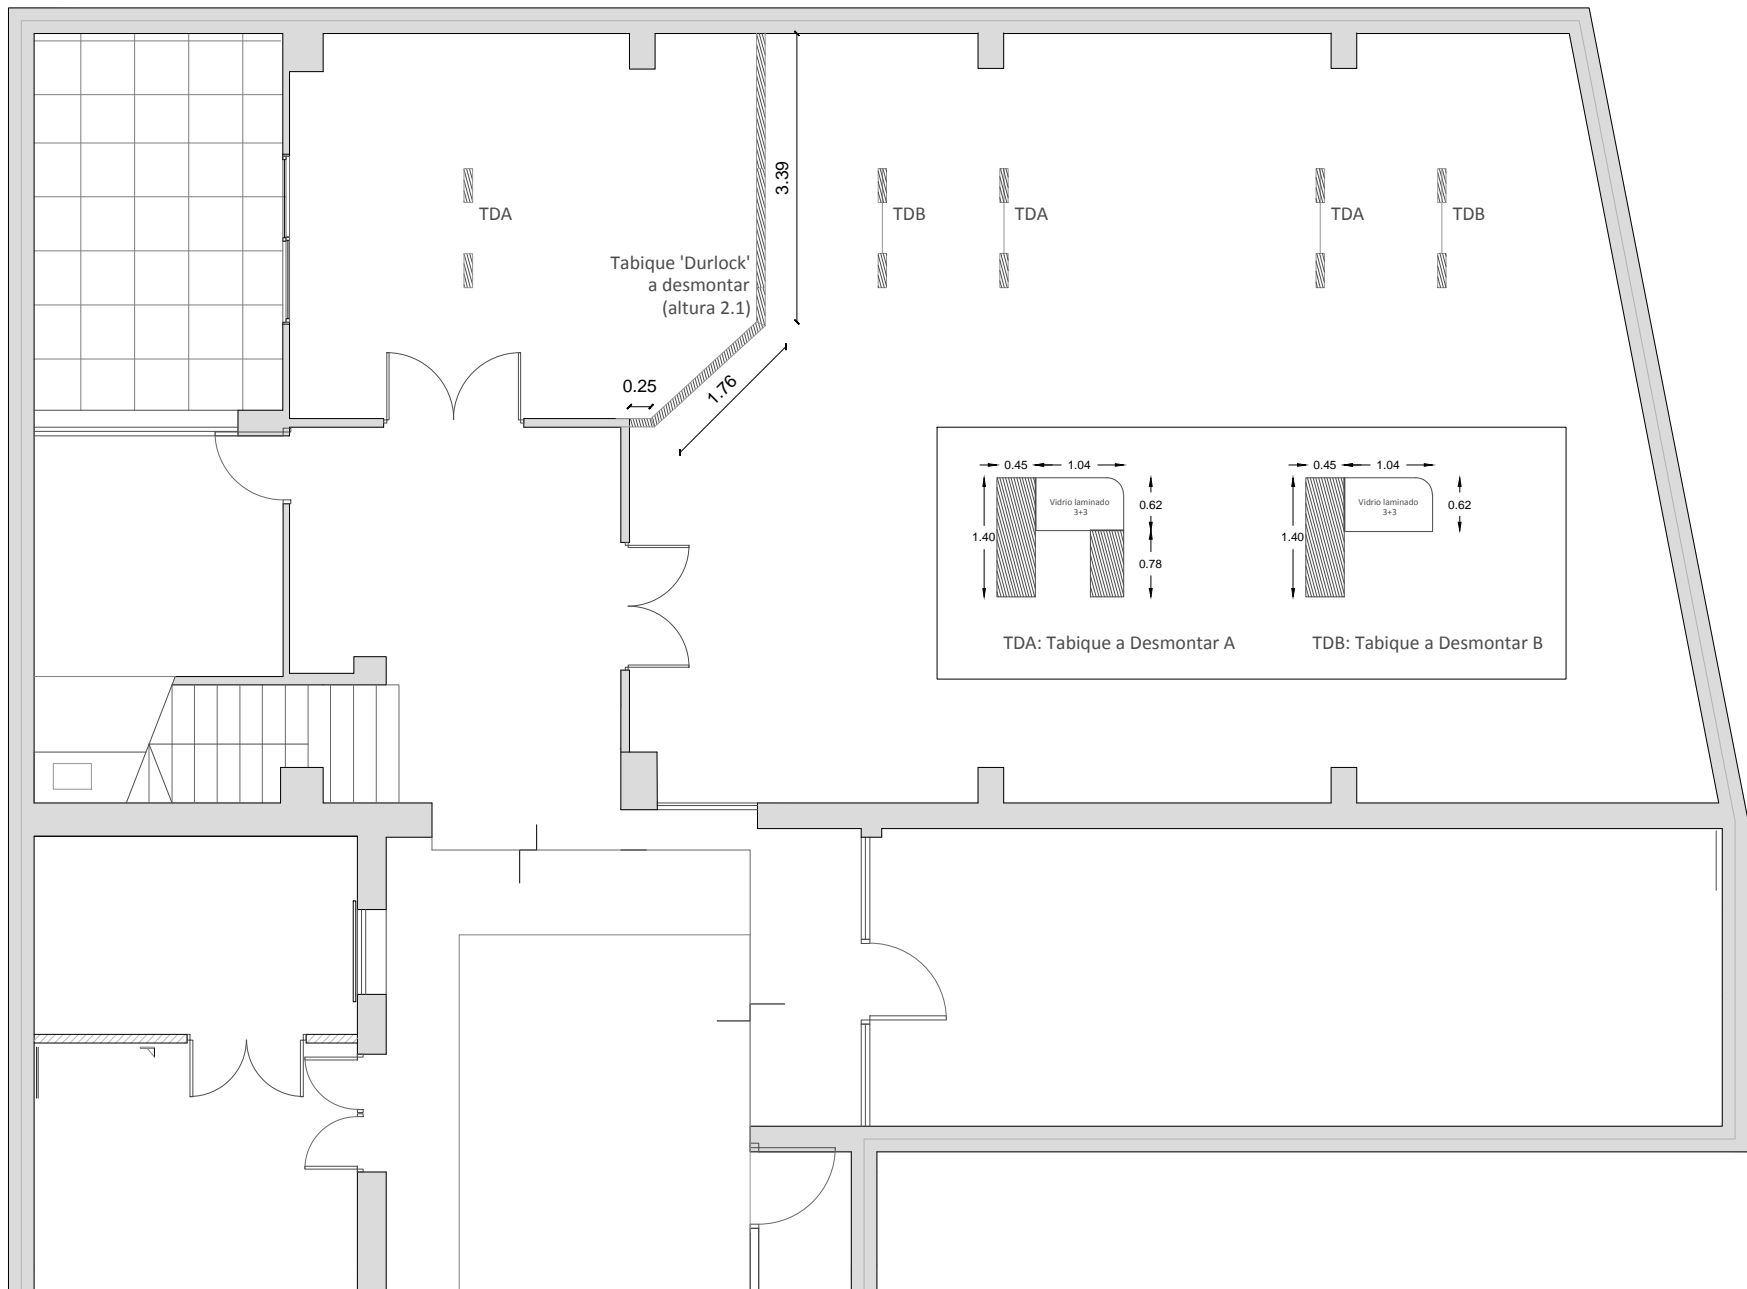 3.39
TDA
TDB
TDA
TDA
TDB
Tabique 'Durlock'
a desmontar
(altura 2.1)
0.25
1.76
0.45
1.04
Vidrio laminado
3+3
0.62
1.40
0.78
TDA: Tabique a Desmontar A
0.45
1.04
Vidrio laminado
3+3
0.62
1.40
TDB: Tabique a Desmontar B